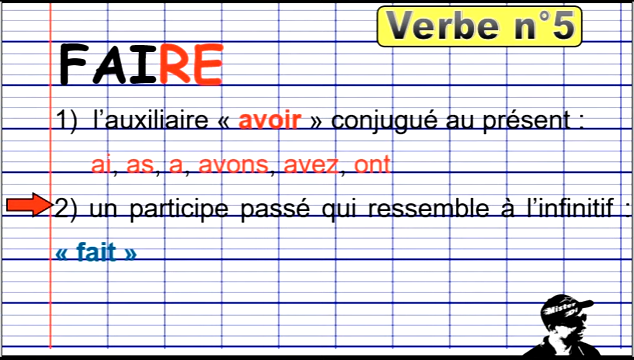 Verbe n°5
FAIRE
1) l'auxiliaire « avoir » conjugué au présent :
ai, as, a, avons, avez, ont
2) un participe passé qui ressemble à l'infinitif :
« fait »
Mister